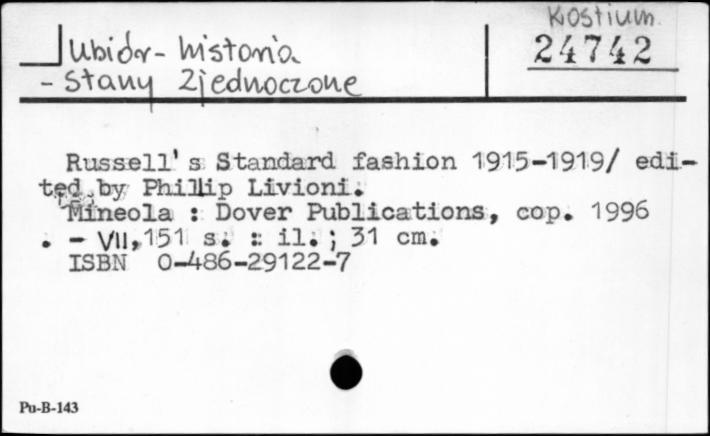 Kostium.
Ubiór - historia 24742
- Stany Zjednoczone
Russell's Standard fashion 1915-1919/ edi-
ted by Phillip Livioni.
Mineola : Dover Publications, cop. 1996
. - VII, 151 s. : il. ; 31 cm.
ISBN 0-486-29122-7
Pu-B-143